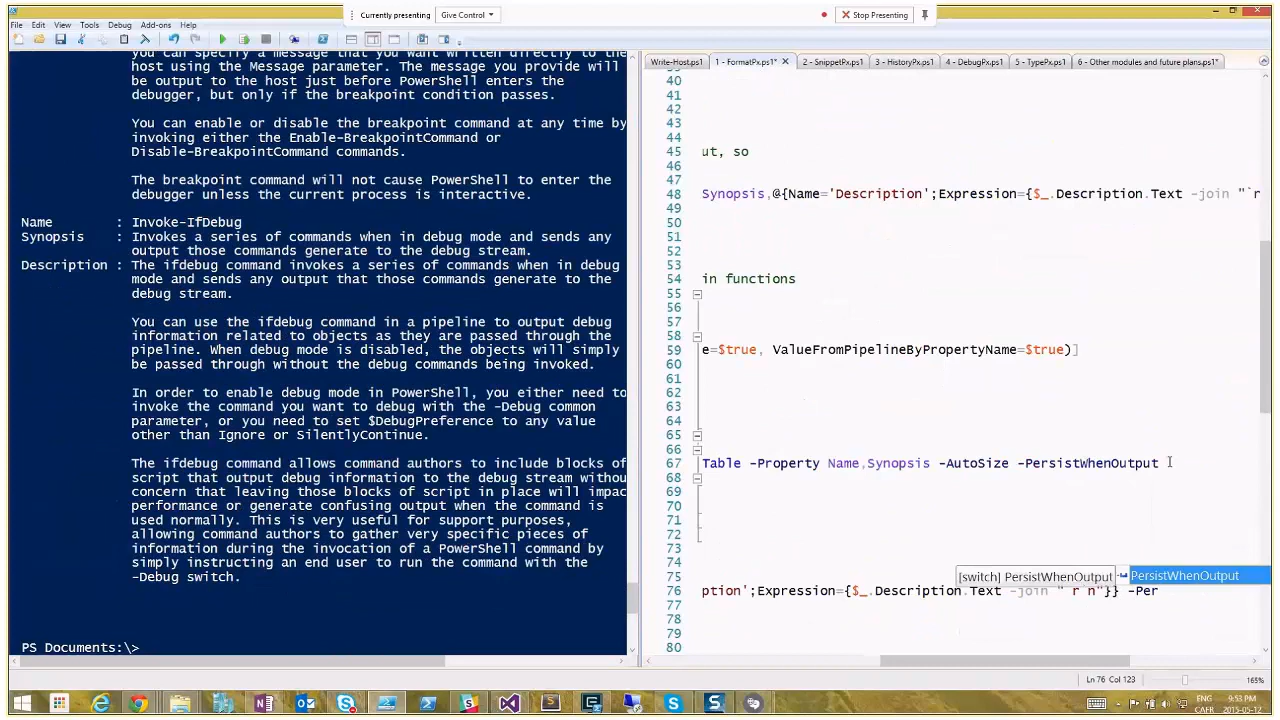 Currently presenting
Give Control
Stop Presenting
File Edit View Tools Debug Add-ons Help
Write-Host.ps1 1 - FormatPx.ps1* 2 - SnippetPx.ps1 3 - HistoryPx.ps1 4 - DebugPx.ps1 5 - TypePx.ps1 6 - Other modules and future plans.ps1*
you can specify a message that you want written directly to the
host using the Message parameter. The message you provide will
be output to the host just before PowerShell enters the
debugger, but only if the breakpoint condition passes.
You can enable or disable the breakpoint command at any time by
invoking either the Enable-BreakpointCommand or
Disable-BreakpointCommand commands.
The breakpoint command will not cause PowerShell to enter the
debugger unless the current process is interactive.
Name : Invoke-IfDebug
Synopsis : Invokes a series of commands when in debug mode and sends any
output those commands generate to the debug stream.
Description : The ifdebug command invokes a series of commands when in debug
mode and sends any output that those commands generate to the
debug stream.
You can use the ifdebug command in a pipeline to output debug
information related to objects as they are passed through the
pipeline. When debug mode is disabled, the objects will simply
be passed through without the debug commands being invoked.
In order to enable debug mode in PowerShell, you either need to
invoke the command you want to debug with the -Debug common
parameter, or you need to set $DebugPreference to any value
other than Ignore or SilentlyContinue.
The ifdebug command allows command authors to include blocks of
script that output debug information to the debug stream withou
concern that leaving those blocks of script in place will impac
performance or generate confusing output when the command is
used normally. This is very useful for support purposes,
allowing command authors to gather very specific pieces of
information during the invocation of a PowerShell command by
simply instructing an end user to run the command with the
-Debug switch.
PS Documents:\>
40
41
42
43
44
45 ut, so
46
47
48 Synopsis,@{Name='Description';Expression={$_.Description.Text -join "`r
49
50
51
52
53
54 in functions
55
56
57
58
59 e=$true, ValueFromPipelineByPropertyName=$true)]
60
61
62
63
64
65
66
67 Table -Property Name,Synopsis -AutoSize -PersistWhenOutput
68
69
70
71
72
73
74
75
[switch] PersistWhenOutput PersistWhenOutput
76 ption';Expression={$_.Description.Text -join "`r`n"}} -Per
77
78
79
80
Ln 76 Col 123 165%
ENG
CAFR
9:53 PM
2015-05-12